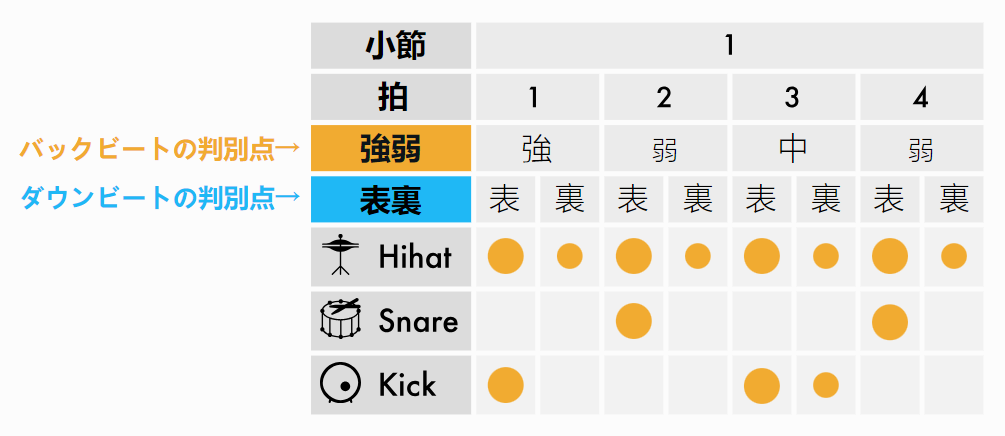 小節 1
拍 1 2 3 4
バックビートの判別点→ 強弱 強 弱 中 弱
ダウンビートの判別点→ 表裏 表 裏 表 裏 表 裏 表 裏
Hihat
Snare
Kick